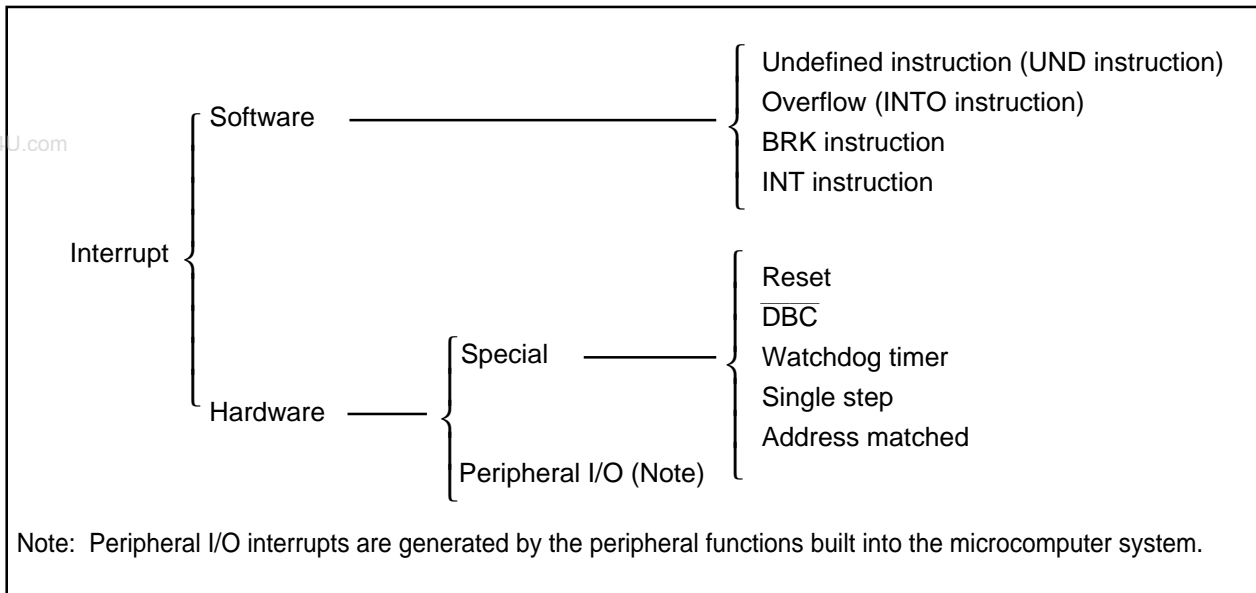 Undefined instruction (UND instruction)
Overflow (INTO instruction)
Software
BRK instruction
4U.com
INT instruction
Interrupt
Reset
DBC
Special
Watchdog timer
Single step
Hardware
Address matched
Peripheral I/O (Note)
Note: Peripheral I/O interrupts are generated by the peripheral functions built into the microcomputer system.